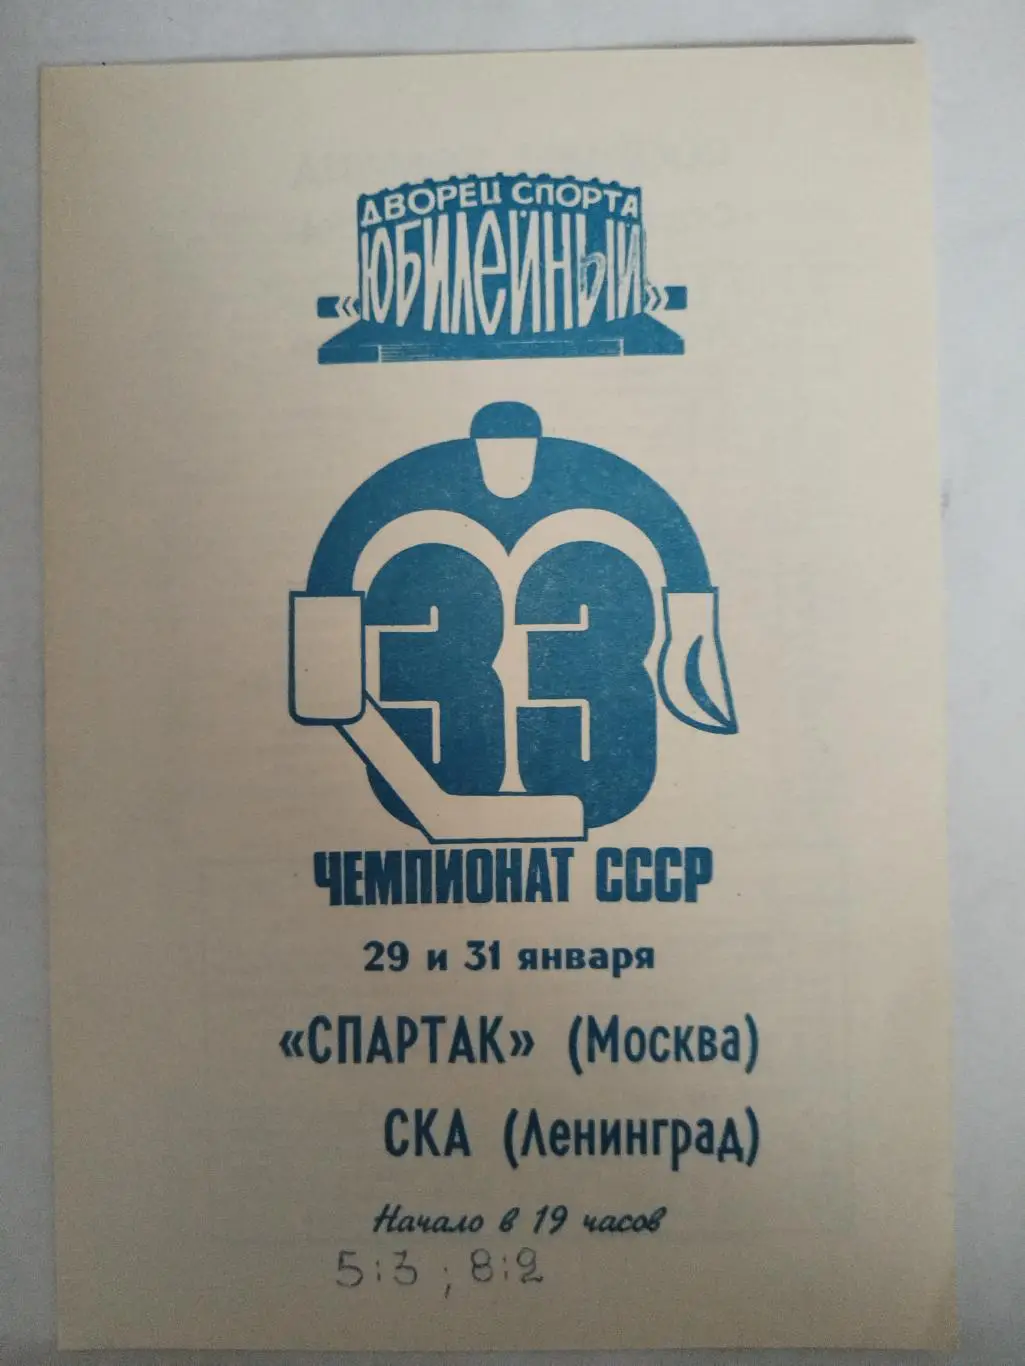 ДВОРЕЦ СПОРТА
«ЮБИЛЕЙНЫЙ»
33
ЧЕМПИОНАТ СССР
29 и 31 января
«СПАРТАК» (Москва)
СКА (Ленинград)
Начало в 19 часов
5:3; 8:2